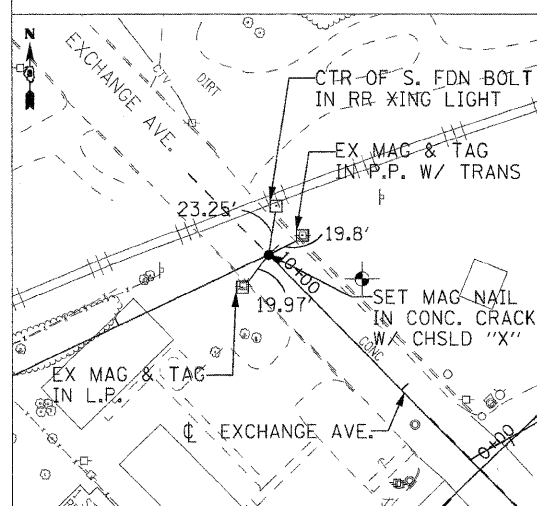 N
EXCHANGE AVE.
CTV
DIRT
CTR OF S. FDN BOLT
IN RR XING LIGHT
EX MAG & TAG
IN P.P. W/ TRANS
23.25'
19.8'
10+00
19.97'
SET MAG NAIL
IN CONC. CRACK
W/ CHSLD "X"
CONC
EX MAG & TAG
IN L.P.
℄ EXCHANGE AVE.
0+00